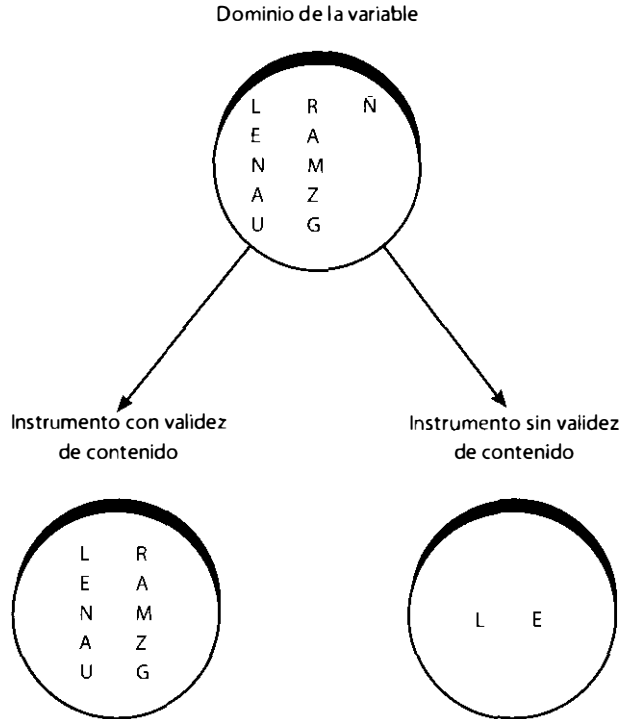 Dominio de la variable
L R Ñ
E A
N M
A Z
U G
Instrumento con validez
de contenido
Instrumento sin validez
de contenido
L R
E A
N M
A Z
U G
L E